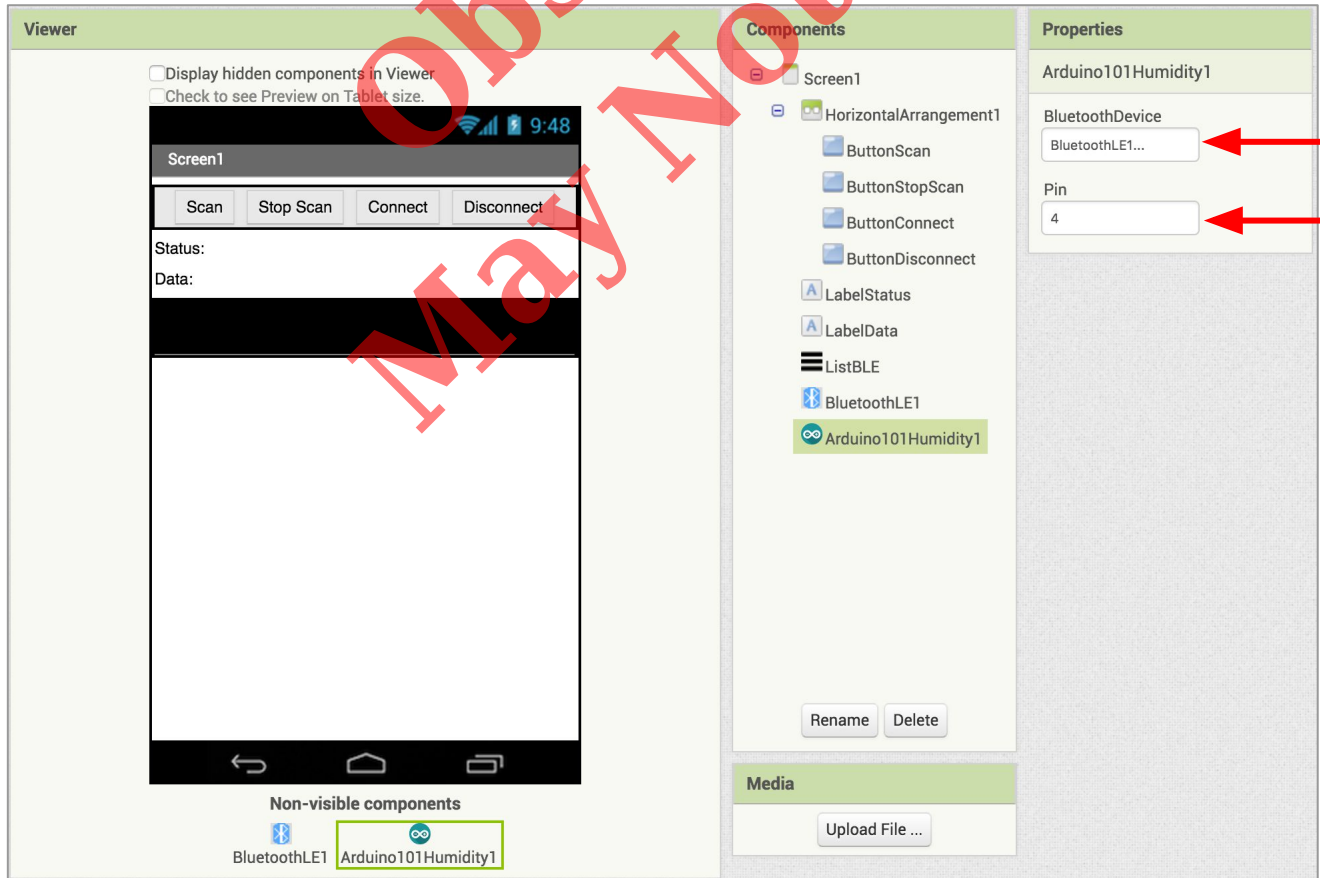 Viewer
Display hidden components in Viewer
Check to see Preview on Tablet size.
9:48
Screen1
Scan Stop Scan Connect Disconnect
Status:
Data:
Non-visible components
BluetoothLE1 Arduino101Humidity1
Components
Screen1
HorizontalArrangement1
ButtonScan
ButtonStopScan
ButtonConnect
ButtonDisconnect
LabelStatus
LabelData
ListBLE
BluetoothLE1
Arduino101Humidity1
Rename Delete
Media
Upload File ...
Properties
Arduino101Humidity1
BluetoothDevice
BluetoothLE1...
Pin
4
Obs
May Not